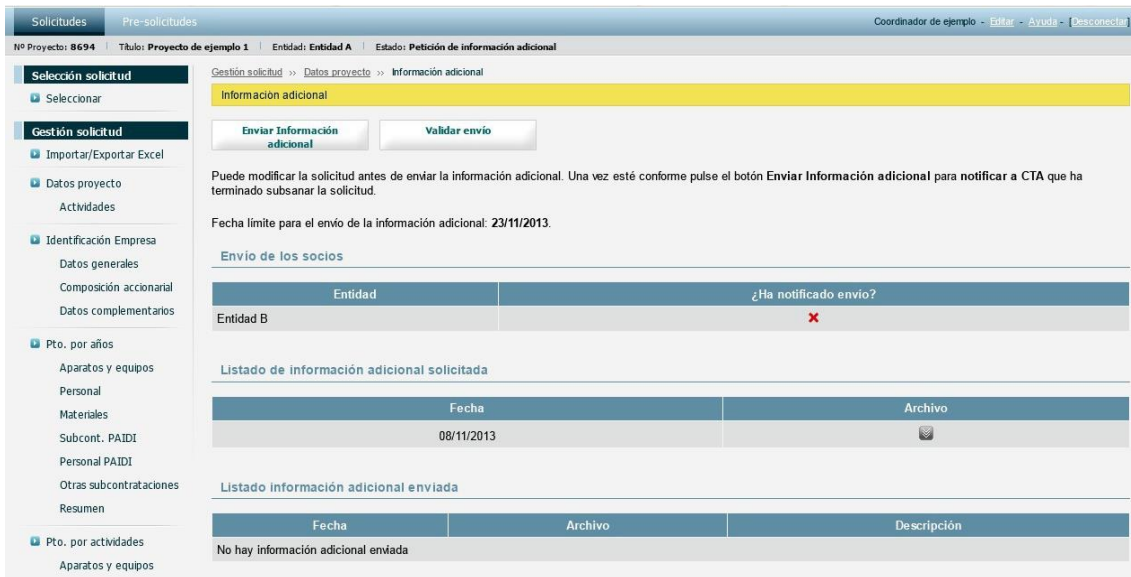 Solicitudes
Pre-solicitudes
Coordinador de ejemplo - Editar - Ayuda - [Desconectar]
Nº Proyecto: 8694 | Título: Proyecto de ejemplo 1 | Entidad: Entidad A | Estado: Petición de información adicional
Selección solicitud
Seleccionar
Gestión solicitud
Importar/Exportar Excel
Datos proyecto
Actividades
Identificación Empresa
Datos generales
Composición accionarial
Datos complementarios
Pto. por años
Aparatos y equipos
Personal
Materiales
Subcont. PAIDI
Personal PAIDI
Otras subcontrataciones
Resumen
Pto. por actividades
Aparatos y equipos
Gestión solicitud ›› Datos proyecto ›› Información adicional
Información adicional
Enviar Información
adicional
Validar envío
Puede modificar la solicitud antes de enviar la información adicional. Una vez esté conforme pulse el botón Enviar Información adicional para notificar a CTA que ha
terminado subsanar la solicitud.
Fecha límite para el envío de la información adicional: 23/11/2013.
Envío de los socios
Entidad ¿Ha notificado envío?
Entidad B
Listado de información adicional solicitada
Fecha Archivo
08/11/2013
Listado información adicional enviada
Fecha Archivo Descripción
No hay información adicional enviada